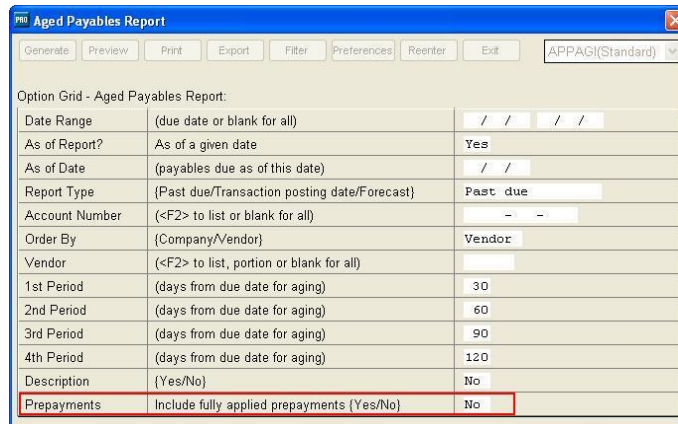 PRO Aged Payables Report
Generate Preview Print Export Filter Preferences Reenter Exit APPAGI(Standard)
Option Grid - Aged Payables Report:
Date Range (due date or blank for all) / / / /
As of Report? As of a given date Yes
As of Date (payables due as of this date) / /
Report Type {Past due/Transaction posting date/Forecast} Past due
Account Number (<F2> to list or blank for all) - -
Order By {Company/Vendor} Vendor
Vendor (<F2> to list, portion or blank for all)
1st Period (days from due date for aging) 30
2nd Period (days from due date for aging) 60
3rd Period (days from due date for aging) 90
4th Period (days from due date for aging) 120
Description {Yes/No} No
Prepayments Include fully applied prepayments {Yes/No} No